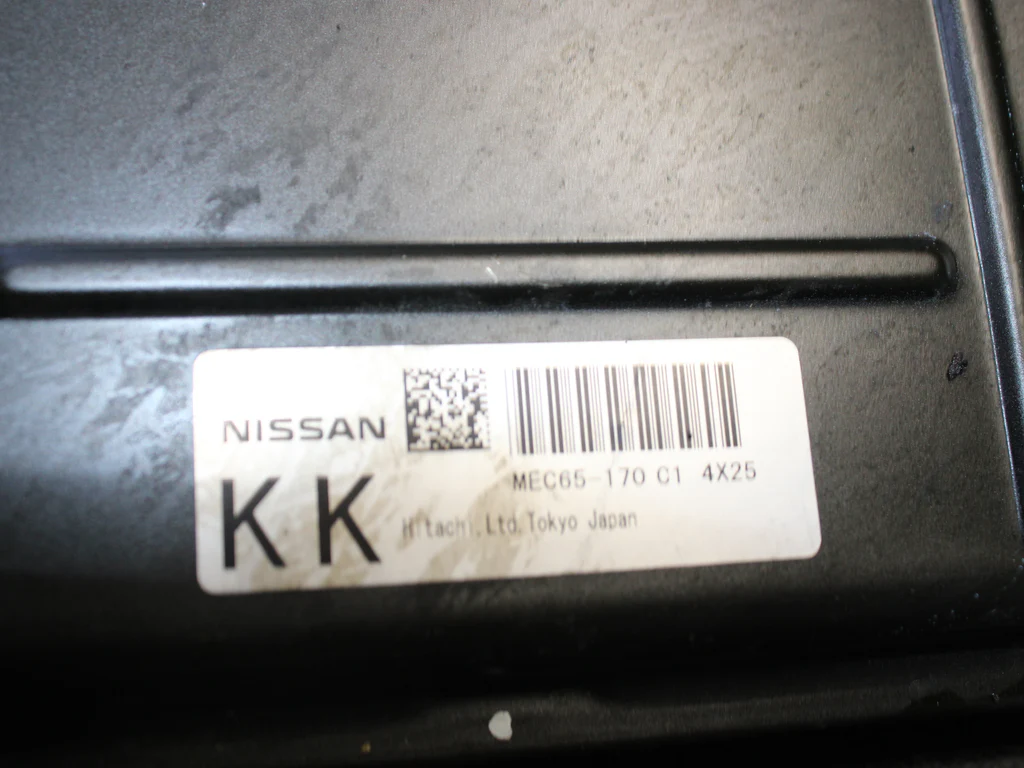 NISSAN
MEC65-170 C1 4X25
KK
Hitachi,Ltd.Tokyo Japan